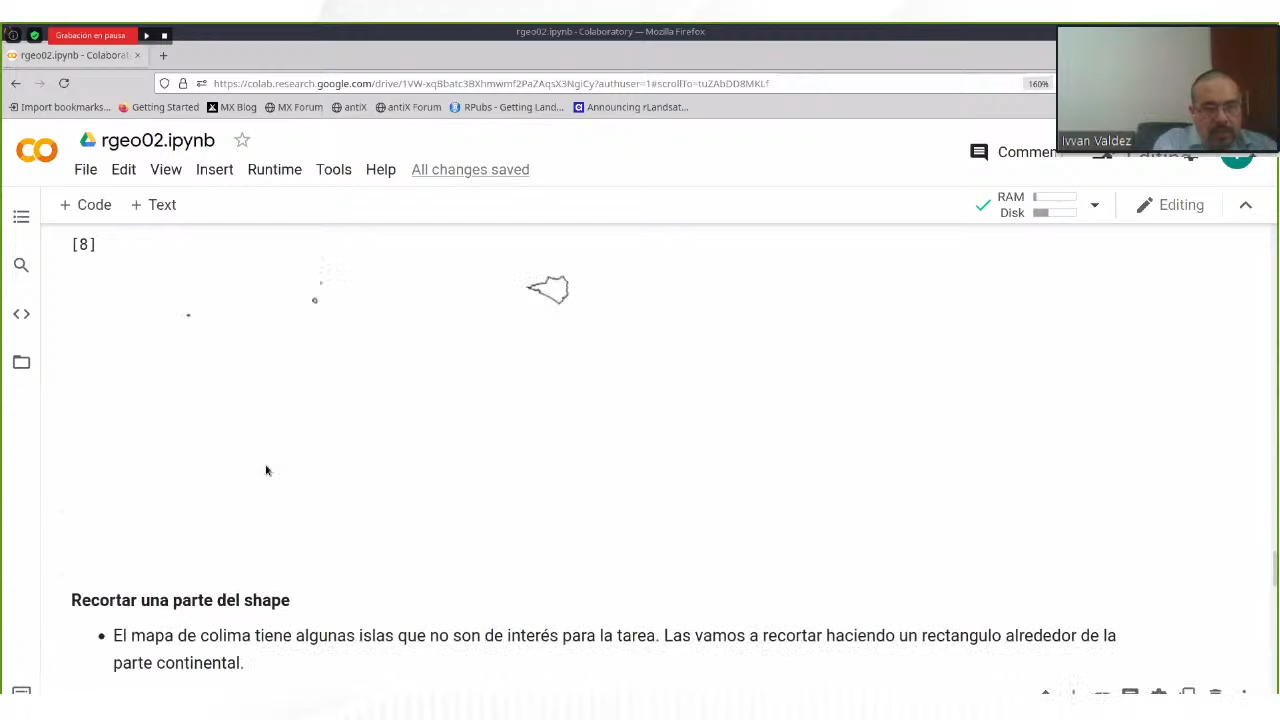 Grabación en pausa
rgeo02.ipynb - Colaboratory — Mozilla Firefox
rgeo02.ipynb - Colaborat
https://colab.research.google.com/drive/1VW-xqBbatc3BXhmwmf2PaZAqsX3NgiCy?authuser=1#scrollTo=tuZAbDD8MKLf
160%
Import bookmarks...
Getting Started
MX Blog
MX Forum
antiX
antiX Forum
RPubs - Getting Land...
Announcing rLandsat...
Ivvan Valdez
rgeo02.ipynb
Commen
File Edit View Insert Runtime Tools Help All changes saved
+ Code + Text
RAM
Disk
Editing
[8]
Recortar una parte del shape
• El mapa de colima tiene algunas islas que no son de interés para la tarea. Las vamos a recortar haciendo un rectangulo alrededor de la
parte continental.